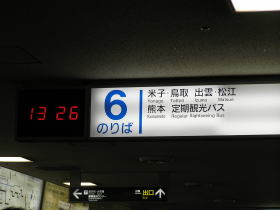 13 26
6
のりば
米子・鳥取 出雲・松江
Yonago Tottori Izumo Matsue
熊本 定期観光バス
Kumamoto Regular Sightseeing Bus
出口